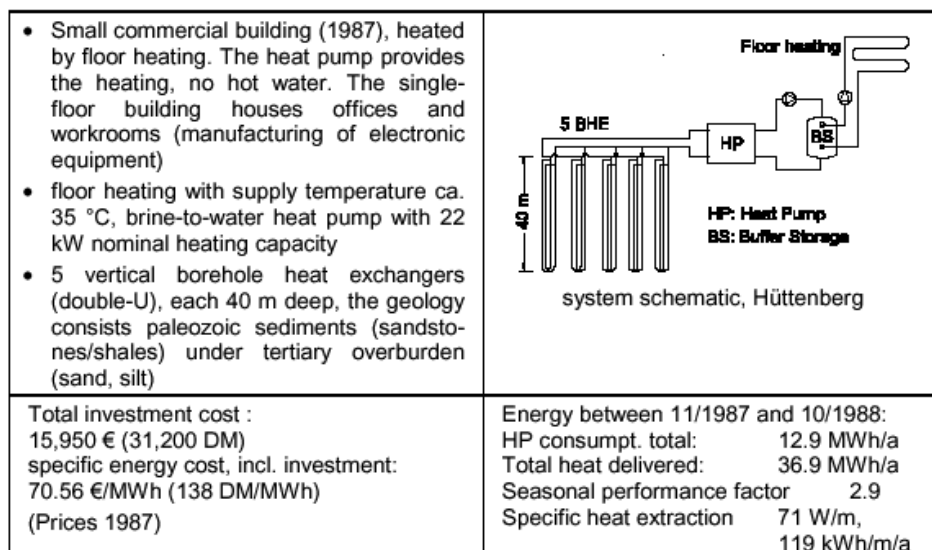 • Small commercial building (1987), heated
by floor heating. The heat pump provides
the heating, no hot water. The single-
floor building houses offices and
workrooms (manufacturing of electronic
equipment)
• floor heating with supply temperature ca.
35 °C, brine-to-water heat pump with 22
kW nominal heating capacity
• 5 vertical borehole heat exchangers
(double-U), each 40 m deep, the geology
consists paleozoic sediments (sandsto-
nes/shales) under tertiary overburden
(sand, silt)
Floor heating
5 BHE
HP
BS
40 m
HP: Heat Pump
BS: Buffer Storage
system schematic, Hüttenberg
Total investment cost :
15,950 € (31,200 DM)
specific energy cost, incl. investment:
70.56 €/MWh (138 DM/MWh)
(Prices 1987)
Energy between 11/1987 and 10/1988:
HP consumpt. total: 12.9 MWh/a
Total heat delivered: 36.9 MWh/a
Seasonal performance factor 2.9
Specific heat extraction 71 W/m,
119 kWh/m/a